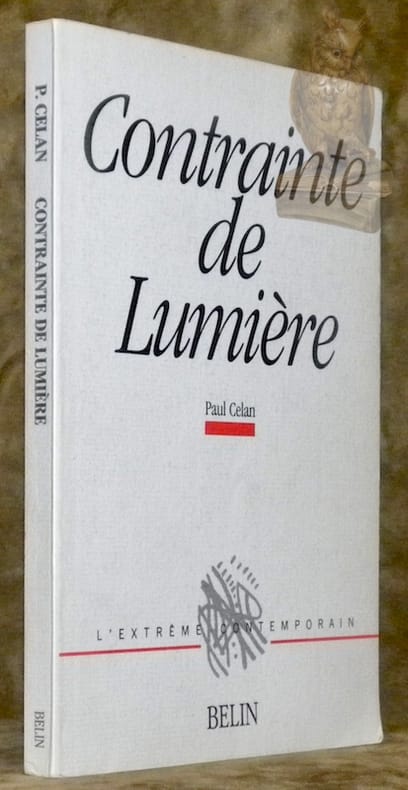 P. CELAN CONTRAINTE DE LUMIÈRE
BELIN
Contrainte
de
Lumière
Paul Celan
L'EXTRÊME CONTEMPORAIN
BELIN